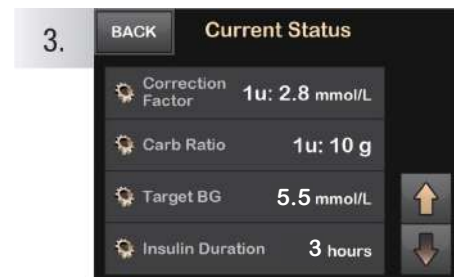 3.
BACK Current Status
Correction Factor 1u: 2.8 mmol/L
Carb Ratio 1u: 10 g
Target BG 5.5 mmol/L
Insulin Duration 3 hours